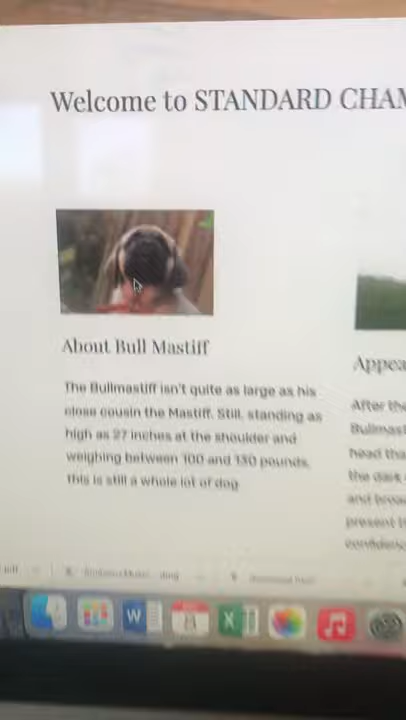 Welcome to STANDARD CHAM
About Bull Mastiff
The Bullmastiff isn't quite as large as his
close cousin the Mastiff. Still, standing as
high as 27 inches at the shoulder and
weighing between 100 and 130 pounds,
this is still a whole lot of dog
Appea
After the
Bullmast
head tha
the dark
and broa
present t
confidenc